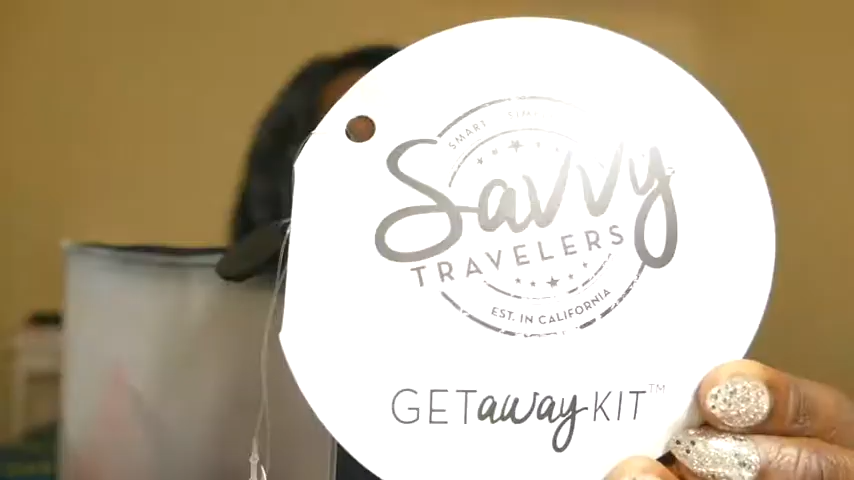 SMART
Savvy
TRAVELERS
EST. IN CALIFORNIA
GETawayKIT™